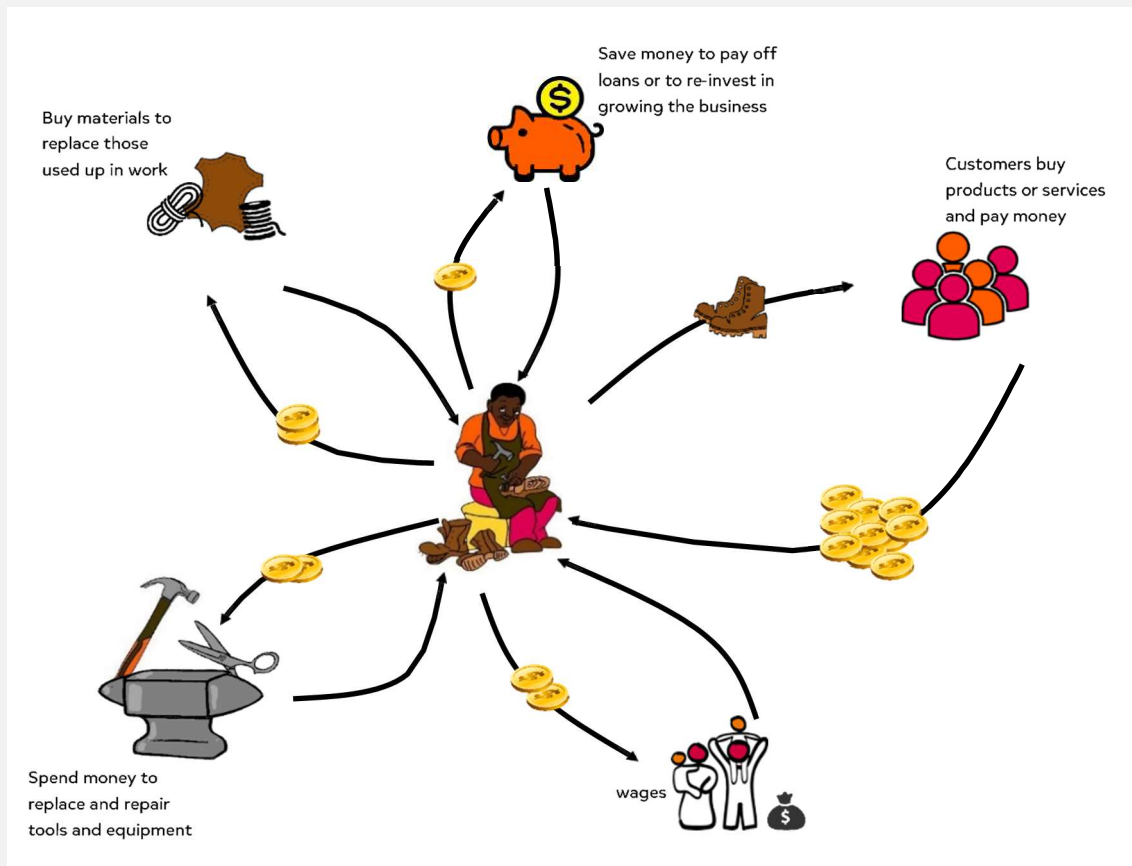 Save money to pay off
loans or to re-invest in
growing the business
Buy materials to
replace those
used up in work
Customers buy
products or services
and pay money
$
wages
$
Spend money to
replace and repair
tools and equipment